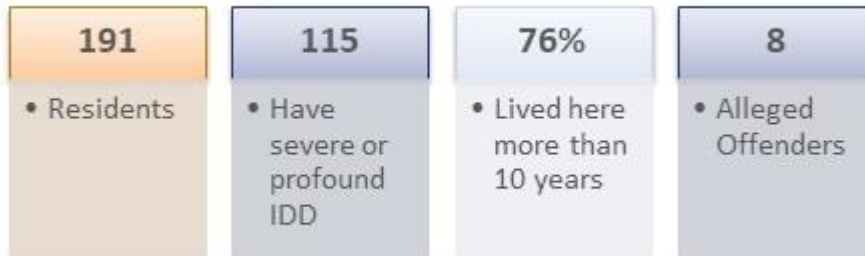 191
• Residents
115
• Have
severe or
profound
IDD
76%
• Lived here
more than
10 years
8
• Alleged
Offenders